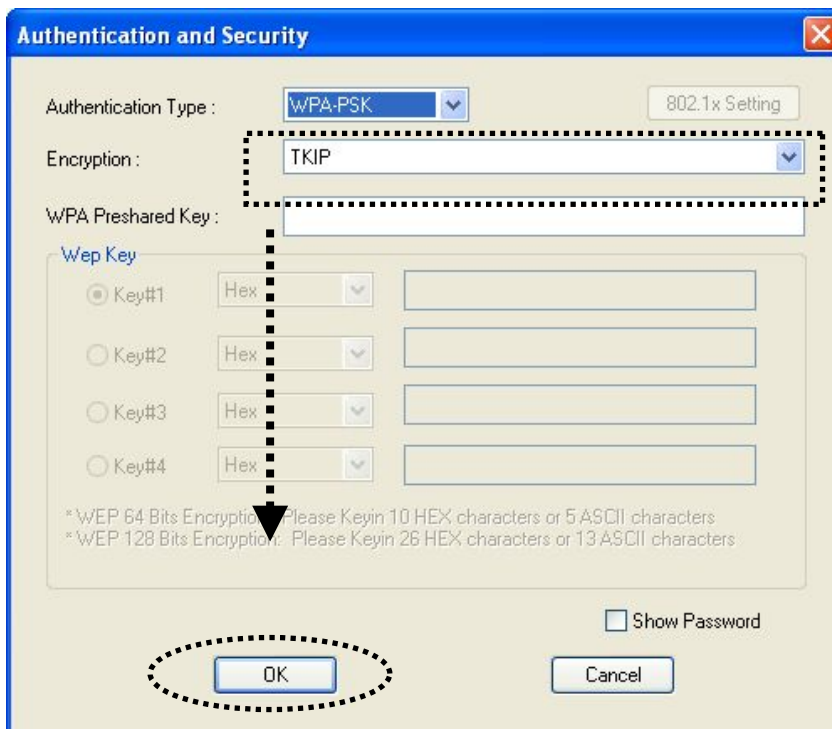 Authentication and Security
Authentication Type : WPA-PSK 802.1x Setting
Encryption : TKIP
WPA Preshared Key :
Wep Key
Key#1 Hex
Key#2 Hex
Key#3 Hex
Key#4 Hex
* WEP 64 Bits Encryption: Please Keyin 10 HEX characters or 5 ASCII characters
* WEP 128 Bits Encryption: Please Keyin 26 HEX characters or 13 ASCII characters
Show Password
OK Cancel